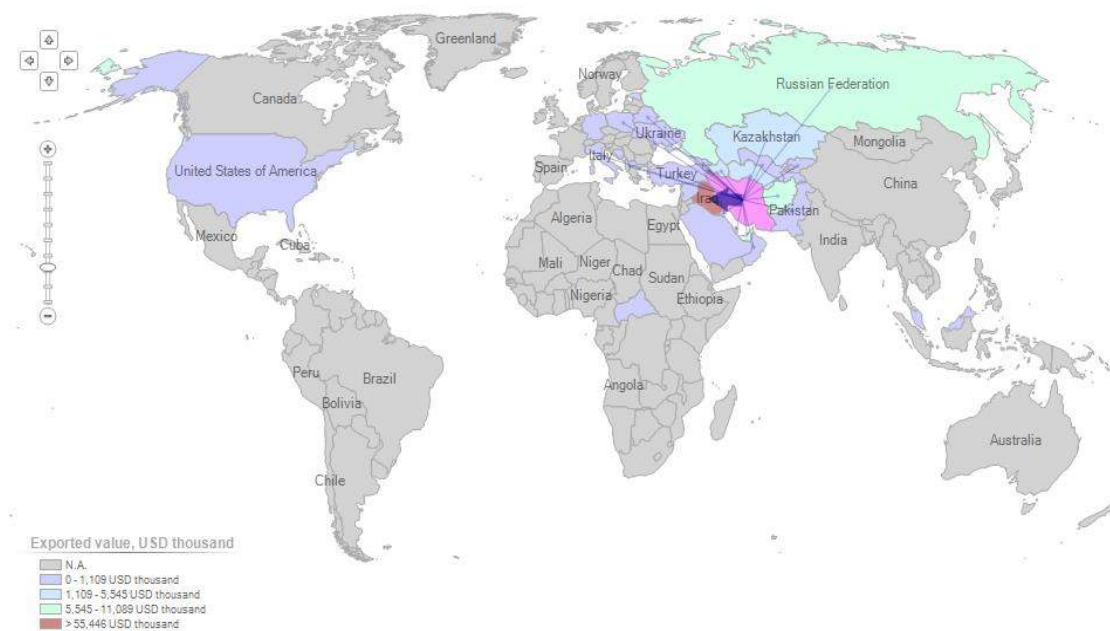 Greenland
Norway
Russian Federation
Canada
Ukraine
Kazakhstan
Mongolia
Italy
Spain
Turkey
United States of America
China
Iraq
Pakistan
Algeria
Egypt
Mexico
Cuba
India
Mali
Niger
Chad
Sudan
Nigeria
Ethiopia
Peru
Brazil
Angola
Bolivia
Australia
Chile
Exported value, USD thousand
N.A.
0 - 1,109 USD thousand
1,109 - 5,545 USD thousand
5,545 - 11,089 USD thousand
> 55,446 USD thousand